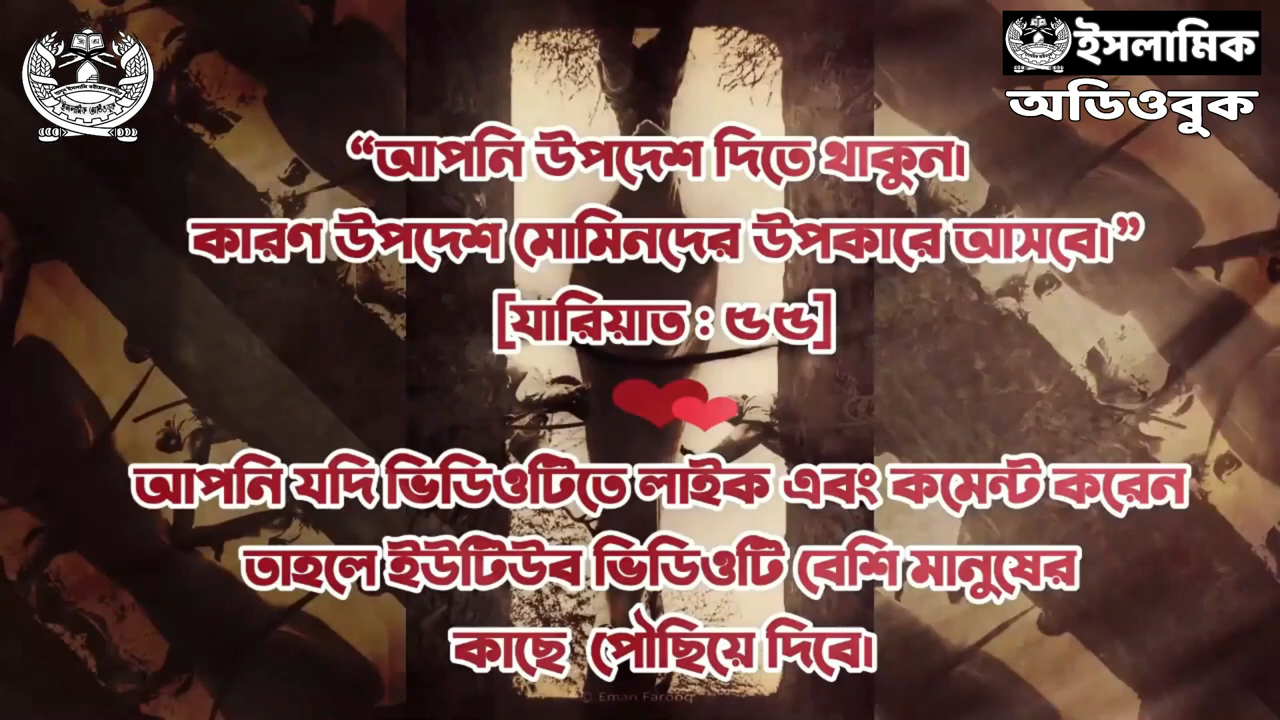 ইসলামিক
অডিওবুক
“আপনি উপদেশ দিতে থাকুন।
কারণ উপদেশ মোমিনদের উপকারে আসবে।”
[যারিয়াত : ৫৫]
আপনি যদি ভিডিওটিতে লাইক এবং কমেন্ট করেন
তাহলে ইউটিউব ভিডিওটি বেশি মানুষের
কাছে পৌছিয়ে দিবে।
© Eman Farooq